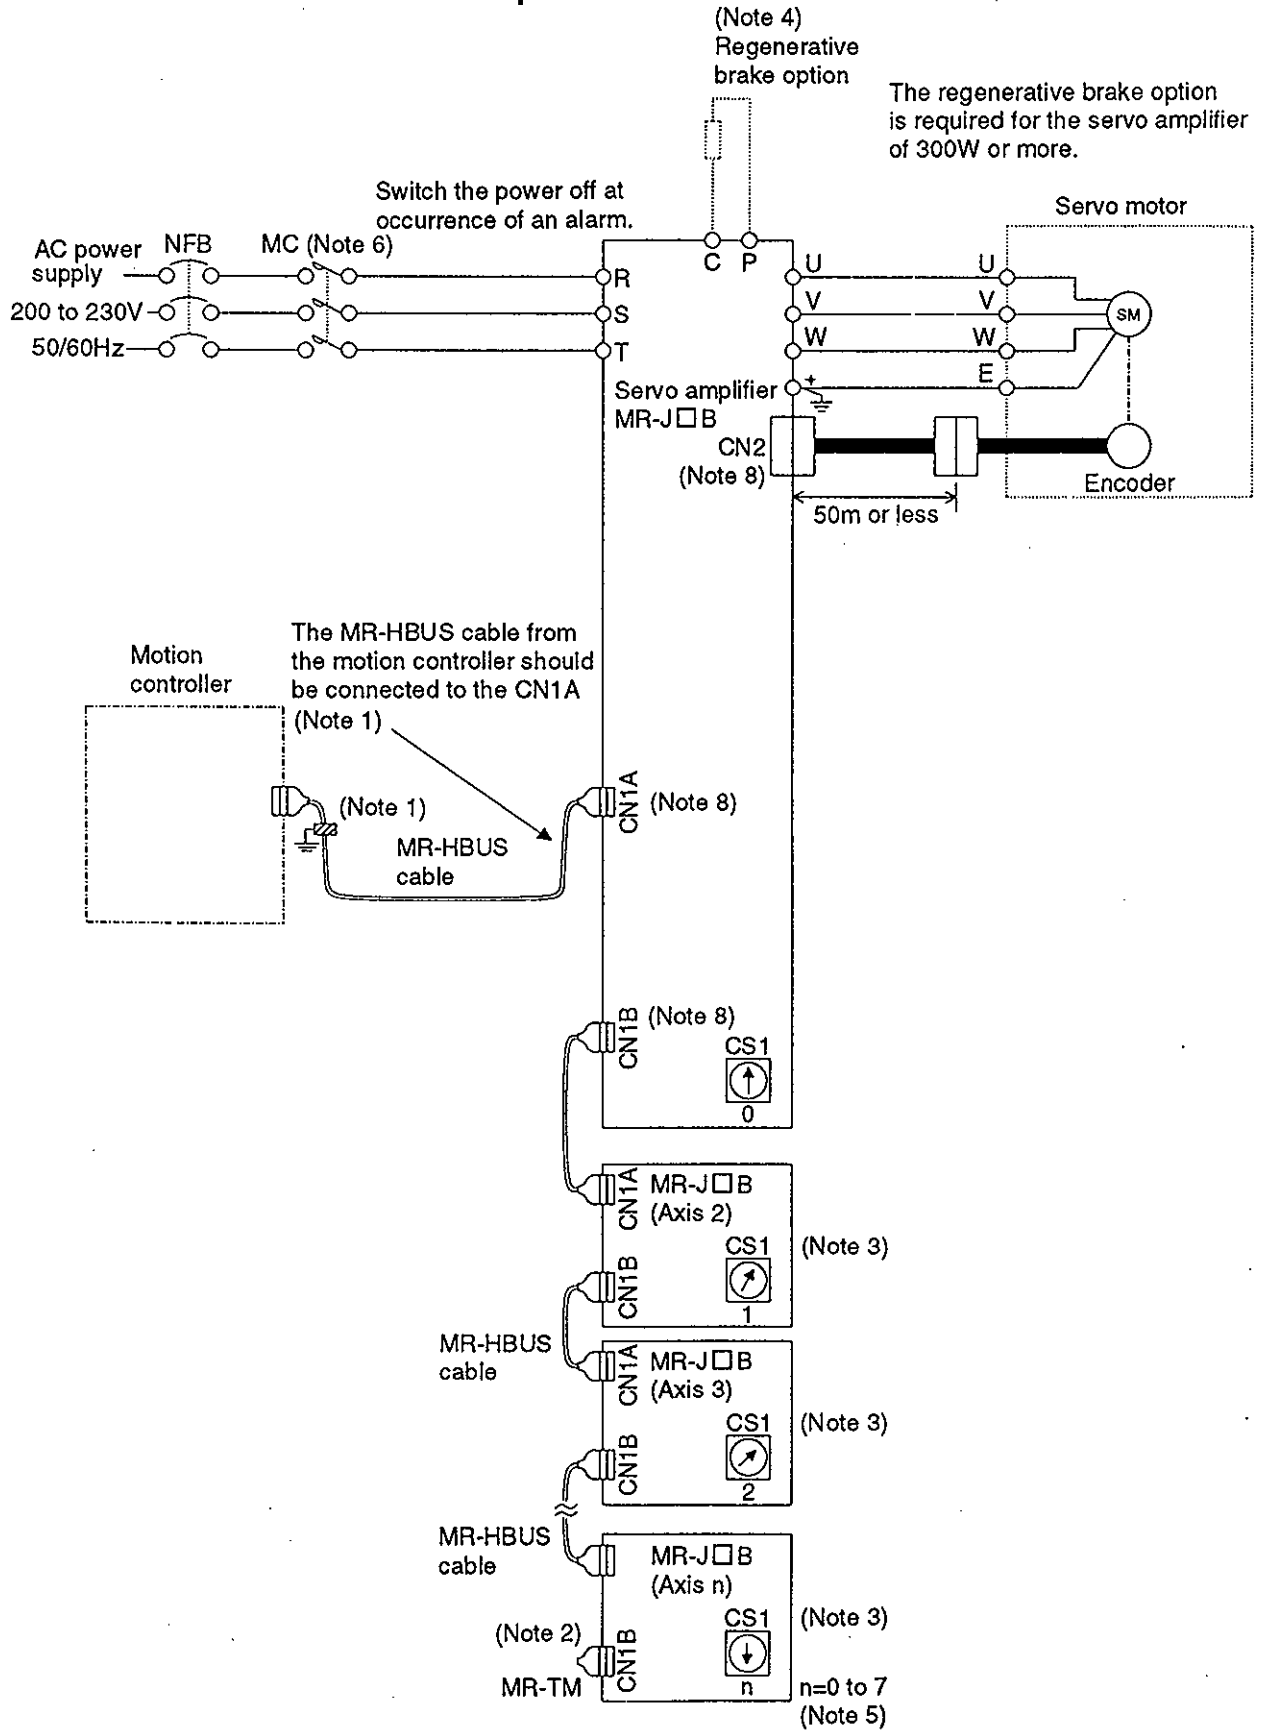 (Note 4)
Regenerative
brake option
The regenerative brake option
is required for the servo amplifier
of 300W or more.
Switch the power off at
occurrence of an alarm.
Servo motor
AC power
supply
NFB
MC (Note 6)
C
P
R
U
U
200 to 230V
S
V
V
SM
50/60Hz
T
W
W
E
Servo amplifier
MR-J□B
CN2
(Note 8)
Encoder
50m or less
The MR-HBUS cable from
the motion controller should
be connected to the CN1A
(Note 1)
Motion
controller
(Note 1)
MR-HBUS
cable
CN1A
(Note 8)
CN1B
(Note 8)
CS1
0
CN1A
MR-J□B
(Axis 2)
CS1
(Note 3)
CN1B
1
MR-HBUS
cable
CN1A
MR-J□B
(Axis 3)
CS1
(Note 3)
CN1B
2
MR-HBUS
cable
MR-J□B
(Axis n)
CS1
(Note 3)
(Note 2)
CN1B
MR-TM
n
n=0 to 7
(Note 5)